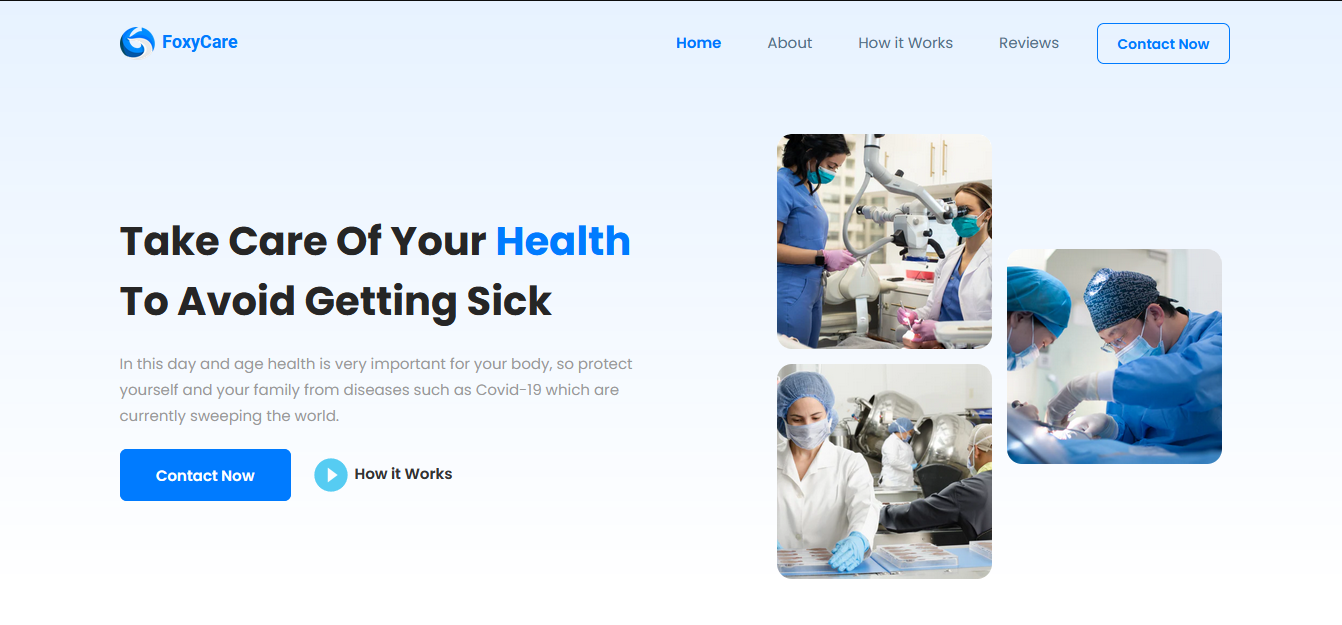 FoxyCare
Home
About
How it Works
Reviews
Contact Now
Take Care Of Your Health
To Avoid Getting Sick
In this day and age health is very important for your body, so protect
yourself and your family from diseases such as Covid-19 which are
currently sweeping the world.
Contact Now
How it Works